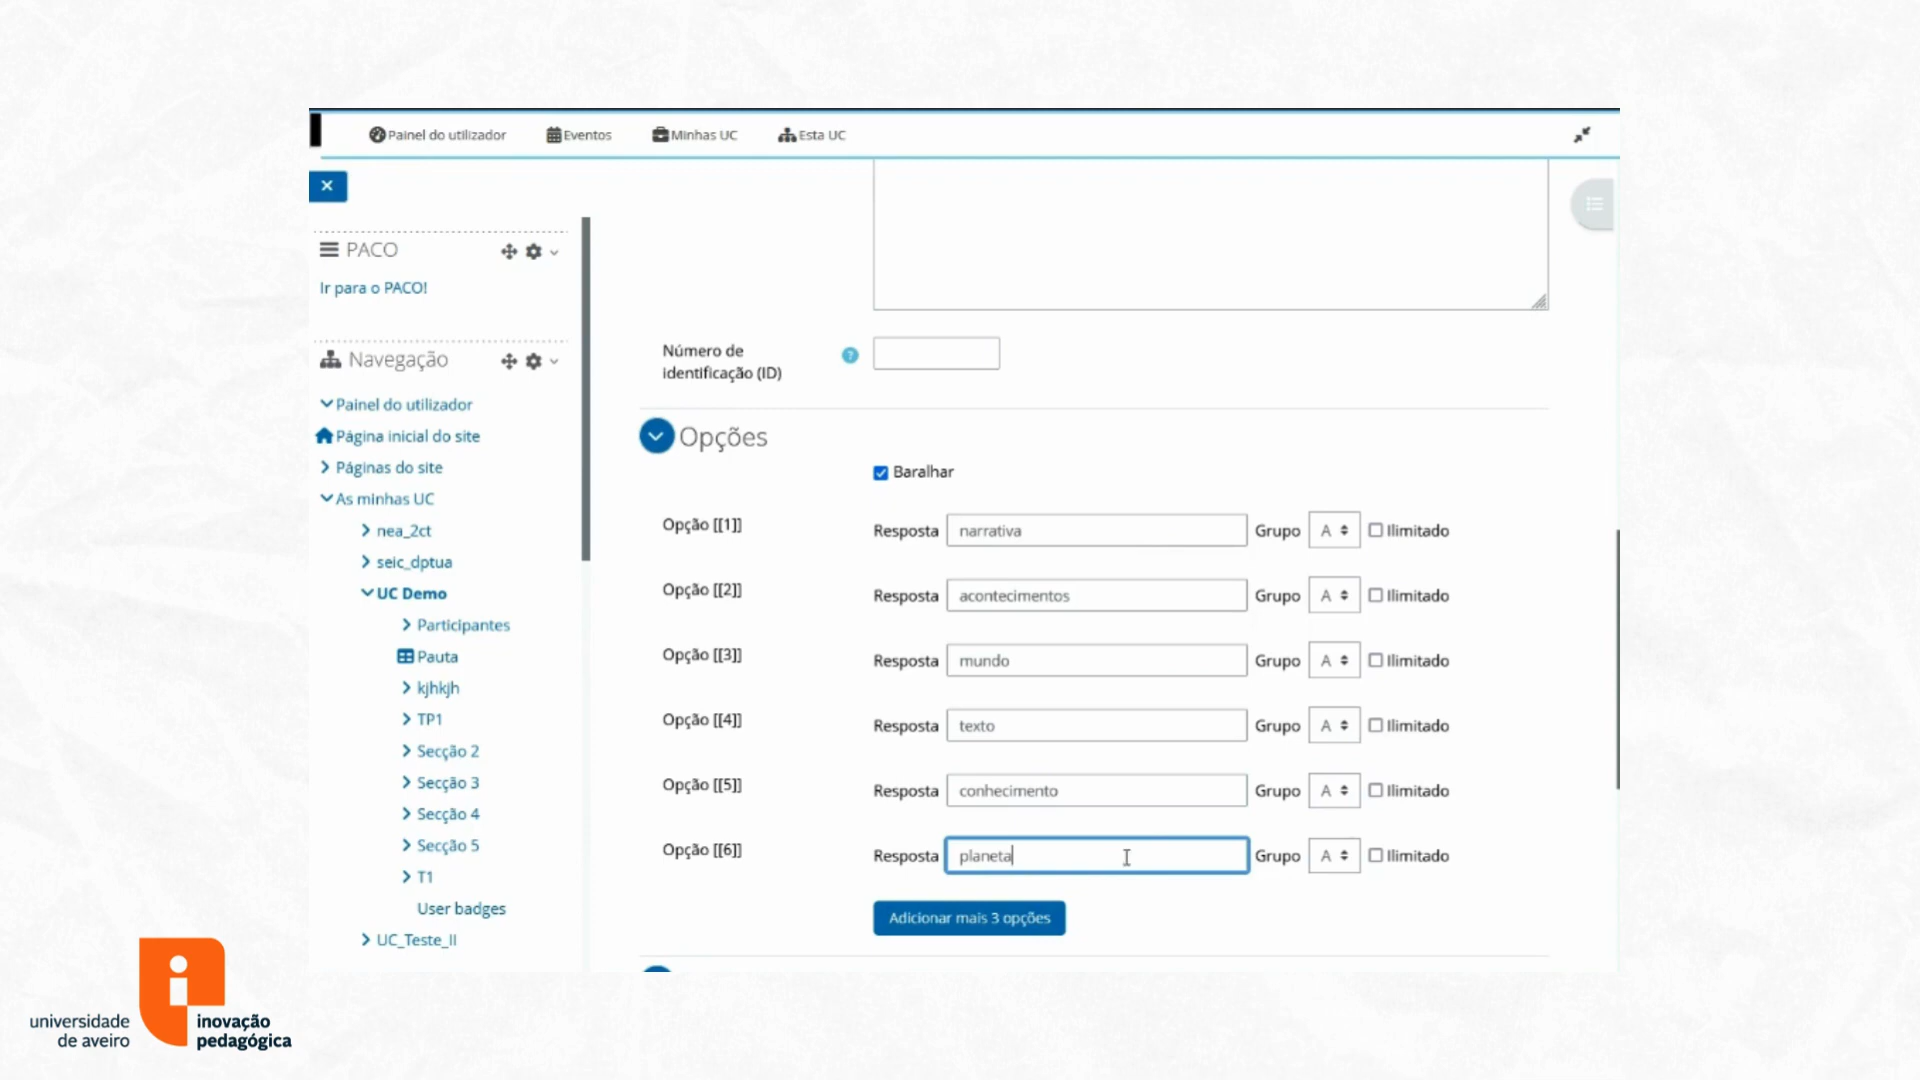 Painel do utilizador Eventos Minhas UC Esta UC
PACO
Ir para o PACO!
Navegação
Painel do utilizador
Página inicial do site
Páginas do site
As minhas UC
nea_2ct
seic_dptua
UC Demo
Participantes
Pauta
kjhkjh
TP1
Secção 2
Secção 3
Secção 4
Secção 5
T1
User badges
UC_Teste_II
Número de
identificação (ID)
Opções
Baralhar
Opção [[1]] Resposta narrativa Grupo A Ilimitado
Opção [[2]] Resposta acontecimentos Grupo A Ilimitado
Opção [[3]] Resposta mundo Grupo A Ilimitado
Opção [[4]] Resposta texto Grupo A Ilimitado
Opção [[5]] Resposta conhecimento Grupo A Ilimitado
Opção [[6]] Resposta planeta Grupo A Ilimitado
Adicionar mais 3 opções
universidade
de aveiro
inovação
pedagógica